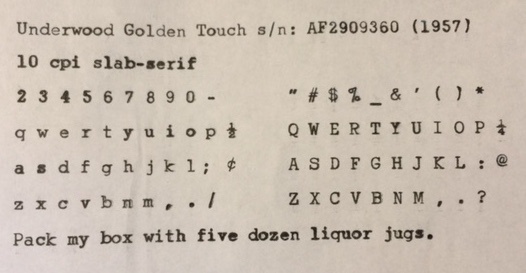 Underwood Golden Touch s/n: AF2909360 (1957)
10 cpi slab-serif
2 3 4 5 6 7 8 9 0 - " # $ % _ & ' ( ) *
q w e r t y u i o p ½ Q W E R T Y U I O P ¼
a s d f g h j k l ; ¢ A S D F G H J K L : @
z x c v b n m , . / Z X C V B N M , . ?
Pack my box with five dozen liquor jugs.